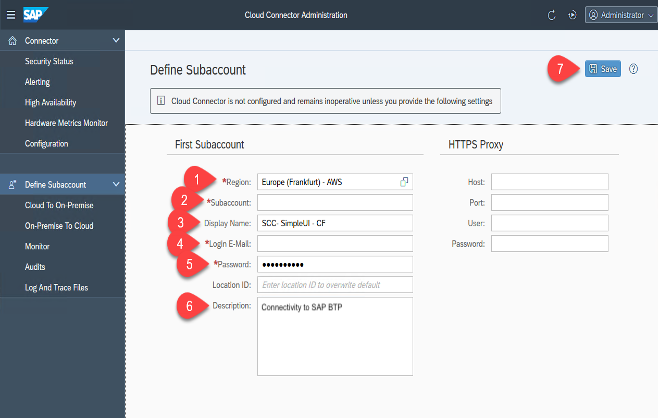 SAP
Cloud Connector Administration
Administrator
Connector
Security Status
Alerting
High Availability
Hardware Metrics Monitor
Configuration
Define Subaccount
Cloud To On-Premise
On-Premise To Cloud
Monitor
Audits
Log And Trace Files
Define Subaccount
7
Save
Cloud Connector is not configured and remains inoperative unless you provide the following settings
First Subaccount
1 *Region: Europe (Frankfurt) - AWS
2 *Subaccount:
3 Display Name: SCC- SimpleUI - CF
4 *Login E-Mail:
5 *Password: ••••••••••
Location ID: Enter location ID to overwrite default
6 Description: Connectivity to SAP BTP
HTTPS Proxy
Host:
Port:
User:
Password: